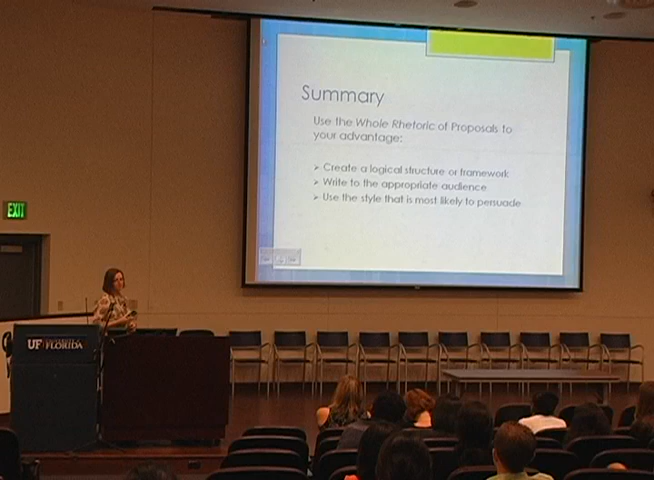 Summary
Use the Whole Rhetoric of Proposals to
your advantage:
➢ Create a logical structure or framework
➢ Write to the appropriate audience
➢ Use the style that is most likely to persuade
EXIT
UF FLORIDA